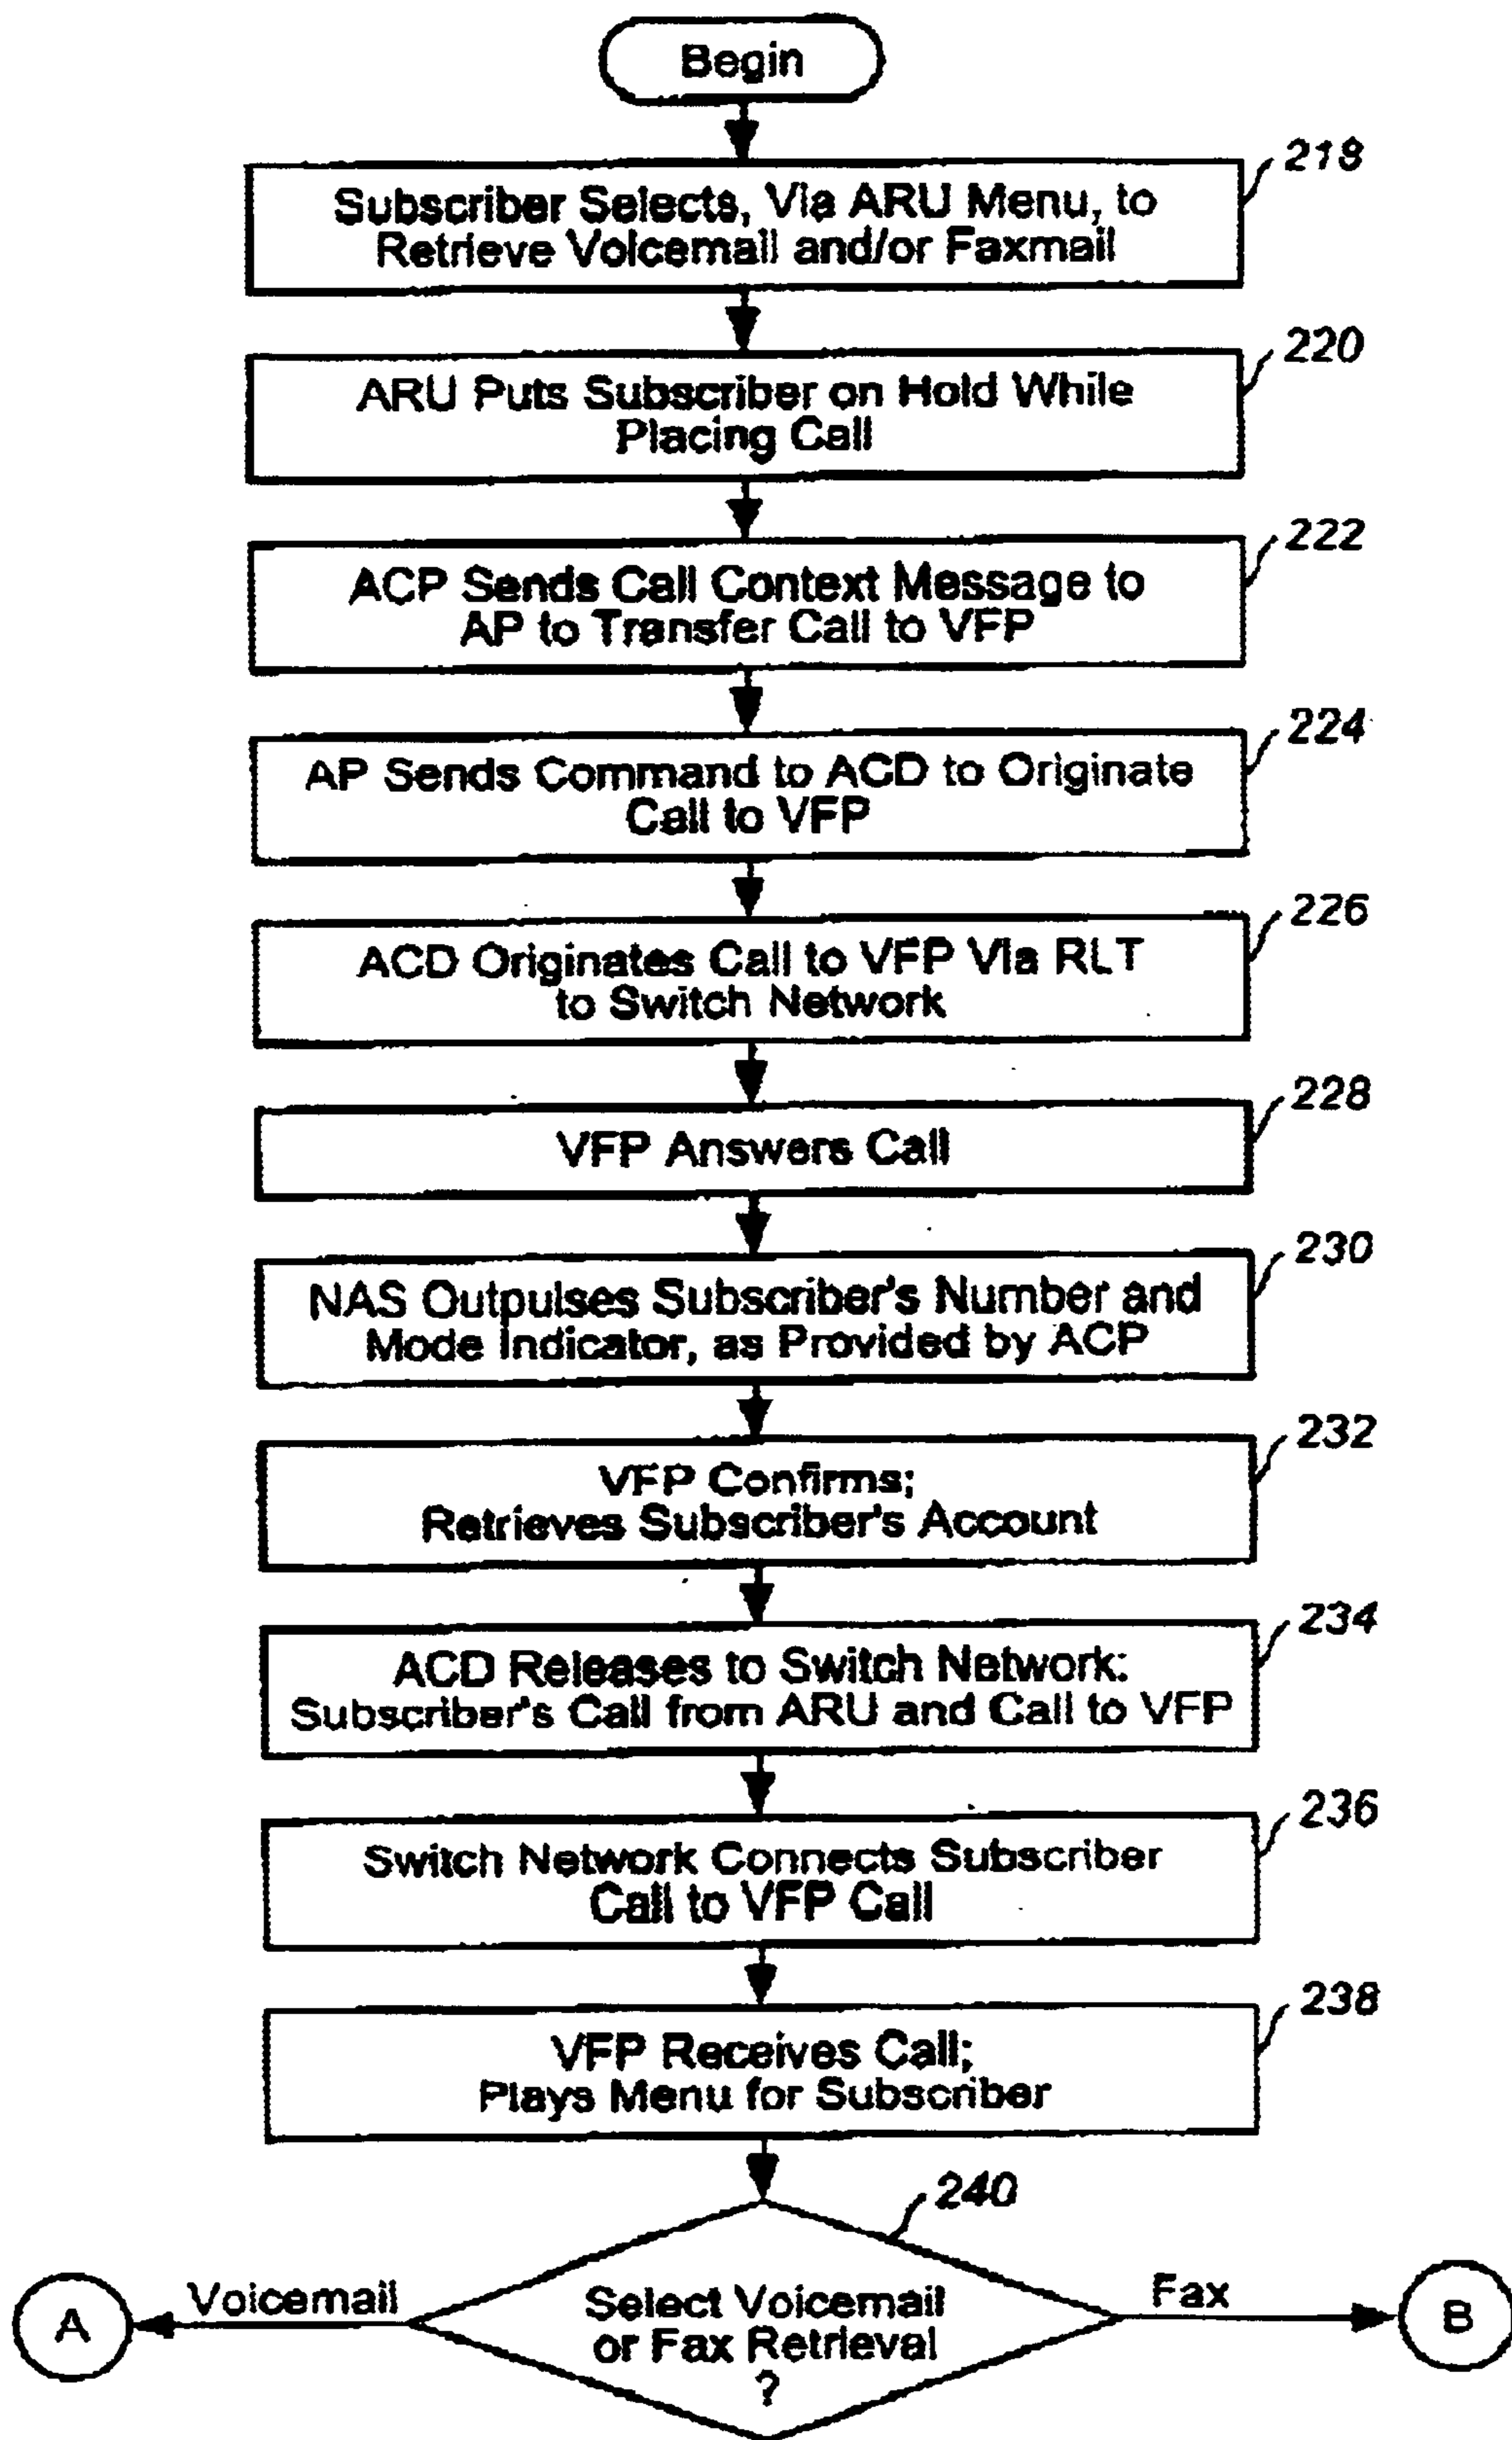 Begin
218
Subscriber Selects, Via ARU Menu, to
Retrieve Voicemail and/or Faxmail
220
ARU Puts Subscriber on Hold While
Placing Call
222
ACP Sends Call Context Message to
AP to Transfer Call to VFP
224
AP Sends Command to ACD to Originate
Call to VFP
226
ACD Originates Call to VFP Via RLT
to Switch Network
228
VFP Answers Call
230
NAS Outpulses Subscriber's Number and
Mode Indicator, as Provided by ACP
232
VFP Confirms;
Retrieves Subscriber's Account
234
ACD Releases to Switch Network:
Subscriber's Call from ARU and Call to VFP
236
Switch Network Connects Subscriber
Call to VFP Call
238
VFP Receives Call;
Plays Menu for Subscriber
240
A
Voicemail
Select Voicemail
or Fax Retrieval
?
Fax
B